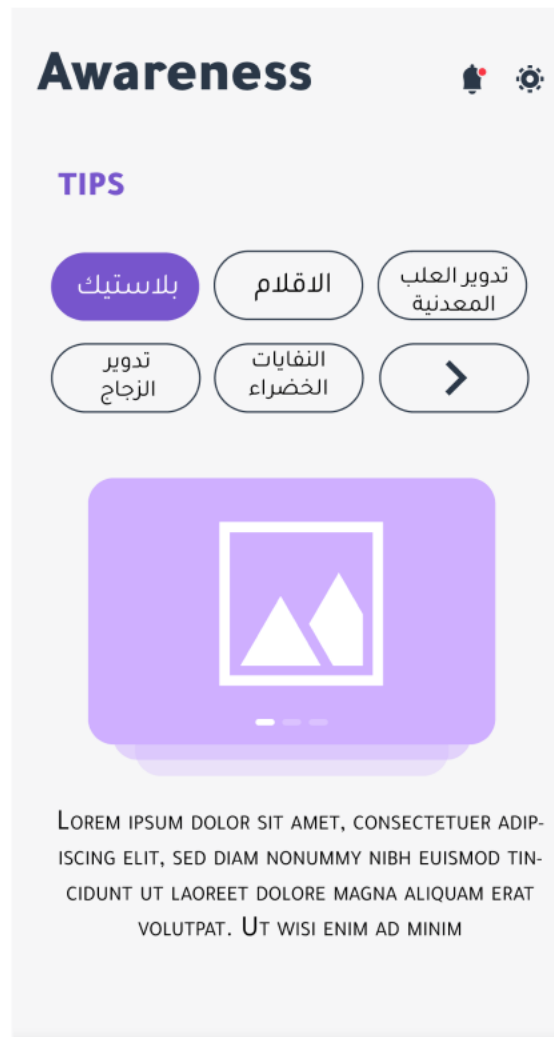 Awareness
TIPS
بلاستيك
الاقلام
تدوير العلب
المعدنية
تدوير
الزجاج
النفايات
الخضراء
Lorem ipsum dolor sit amet, consectetuer adip-
iscing elit, sed diam nonummy nibh euismod tin-
cidunt ut laoreet dolore magna aliquam erat
volutpat. Ut wisi enim ad minim